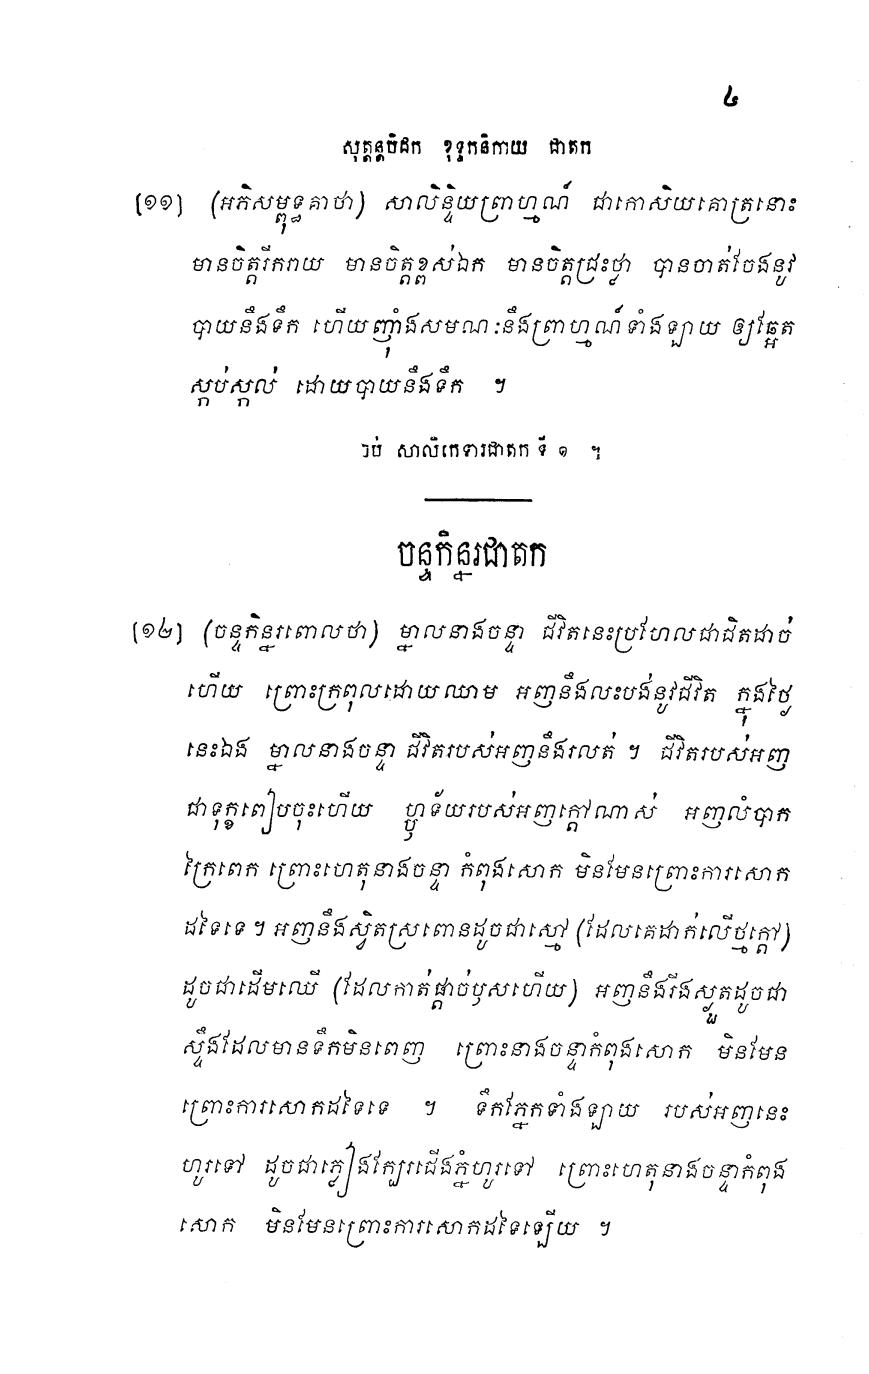 ៤
សុត្តន្តបិដក ខុទ្ទកនិកាយ ជាតក
[១១] (អភិសម្ពុទ្ធគាថា) សាលិន្ទិយព្រាហ្មណ៍ ជាកោសិយគោត្រនោះ
មានចិត្តរីករាយ មានចិត្តខ្ពស់ឯក មានចិត្តជ្រះថ្លា បានចាត់ចែងនូវ
បាយនឹងទឹក ហើយញ៉ាំងសមណៈនឹងព្រាហ្មណ៍ទាំងឡាយ ឲ្យឆ្អែត
ស្កប់ស្កល់ ដោយបាយនឹងទឹក ។
ចប់ សាលិកេទារជាតក ទី ១ ។
ចន្ទកិន្នរជាតក
[១២] (ចន្ទកិន្នរពោលថា) ម្នាលនាងចន្ទា ជីវិតនេះប្រហែលជាជិតដាច់
ហើយ ព្រោះក្រពុលដោយឈាម អញនឹងលះបង់នូវជីវិត ក្នុងថ្ងៃ
នេះឯង ម្នាលនាងចន្ទា ជីវិតរបស់អញនឹងរលត់ ។ ជីវិតរបស់អញ
ជាទុក្ខពៀបចុះហើយ ហ្ឫទ័យរបស់អញក្តៅណាស់ អញលំបាក
ក្រៃពេក ព្រោះហេតុនាងចន្ទា កំពុងសោក មិនមែនព្រោះការសោក
ដទៃទេ ។ អញនឹងស្វិតស្រពោនដូចជាស្មៅ (ដែលគេដាក់លើថ្មក្តៅ)
ដូចជាដើមឈើ (ដែលកាត់ផ្តាច់ឫសហើយ) អញនឹងរីងស្ងួតដូចជា
ស្ទឹងដែលមានទឹកមិនពេញ ព្រោះនាងចន្ទាកំពុងសោក មិនមែន
ព្រោះការសោកដទៃទេ ។ ទឹកភ្នែកទាំងឡាយ របស់អញនេះ
ហូរទៅ ដូចជាភ្លៀងក្បែរជើងភ្នំហូរទៅ ព្រោះហេតុនាងចន្ទាកំពុង
សោក មិនមែនព្រោះការសោកដទៃឡើយ ។